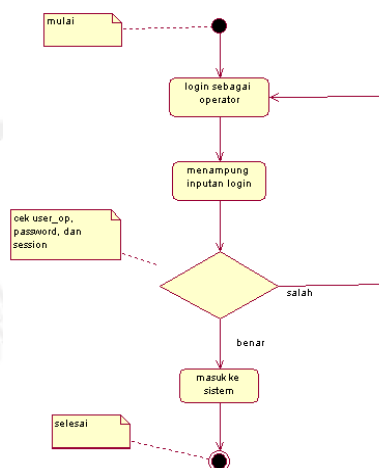 mulai
login sebagai
operator
menampung
inputan login
cek user_op,
password, dan
session
salah
benar
masuk ke
sistem
selesai